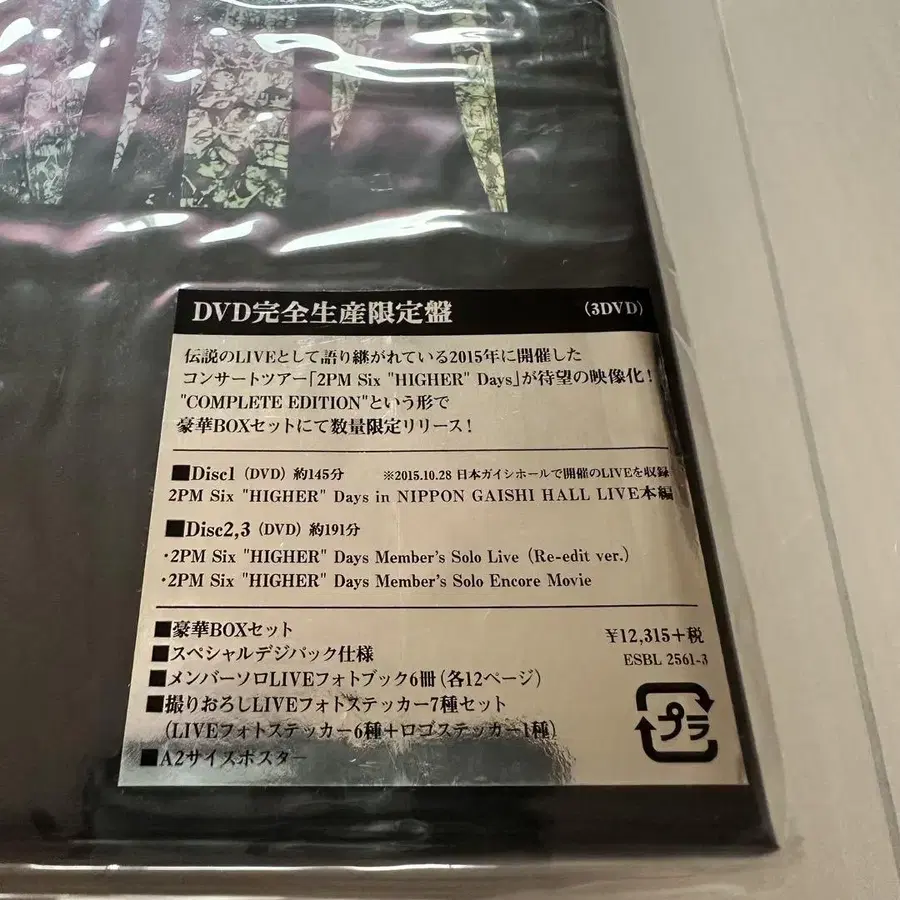 DVD完全生産限定盤 (3DVD)
伝説のLIVEとして語り継がれている2015年に開催した
コンサートツアー「2PM Six "HIGHER" Days」が待望の映像化!
"COMPLETE EDITION"という形で
豪華BOXセットにて数量限定リリース!
■Disc1 (DVD) 約145分 ※2015.10.28 日本ガイシホールで開催のLIVEを収録
2PM Six "HIGHER" Days in NIPPON GAISHI HALL LIVE本編
■Disc2,3 (DVD) 約191分
・2PM Six "HIGHER" Days Member's Solo Live (Re-edit ver.)
・2PM Six "HIGHER" Days Member's Solo Encore Movie
■豪華BOXセット
■スペシャルデジパック仕様
■メンバーソロLIVEフォトブック6冊(各12ページ)
■撮りおろしLIVEフォトステッカー7種セット
(LIVEフォトステッカー6種+ロゴステッカー1種)
■A2サイズポスター
¥12,315+税
ESBL 2561-3
プラ